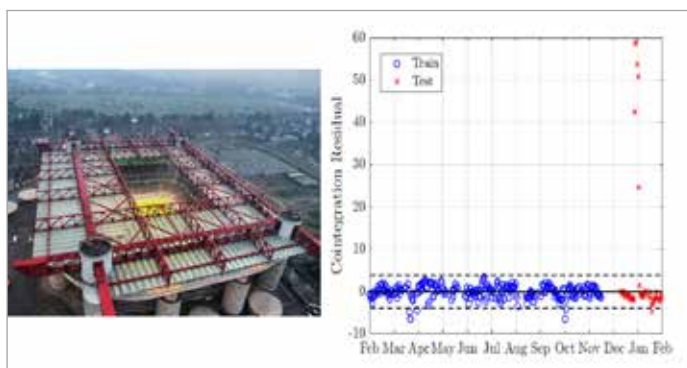 60
50
40
30
20
10
0
-10
Train
Test
Cointegration Residual
Feb Mar Apr May Jun Jul Aug Sep Oct Nov Dec Jan Feb